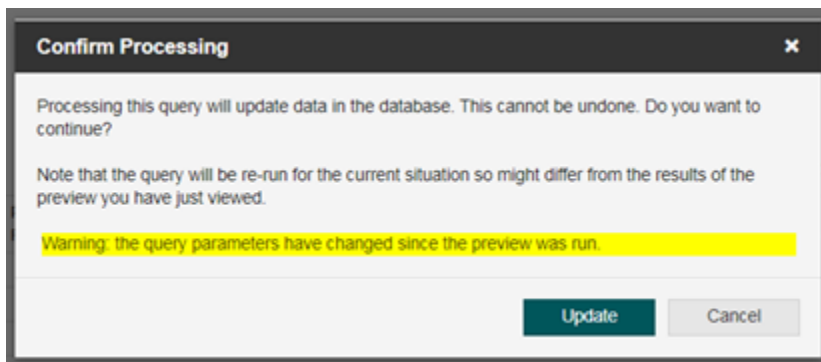 Confirm Processing
Processing this query will update data in the database. This cannot be undone. Do you want to
continue?
Note that the query will be re-run for the current situation so might differ from the results of the
preview you have just viewed.
Warning: the query parameters have changed since the preview was run.
Update Cancel